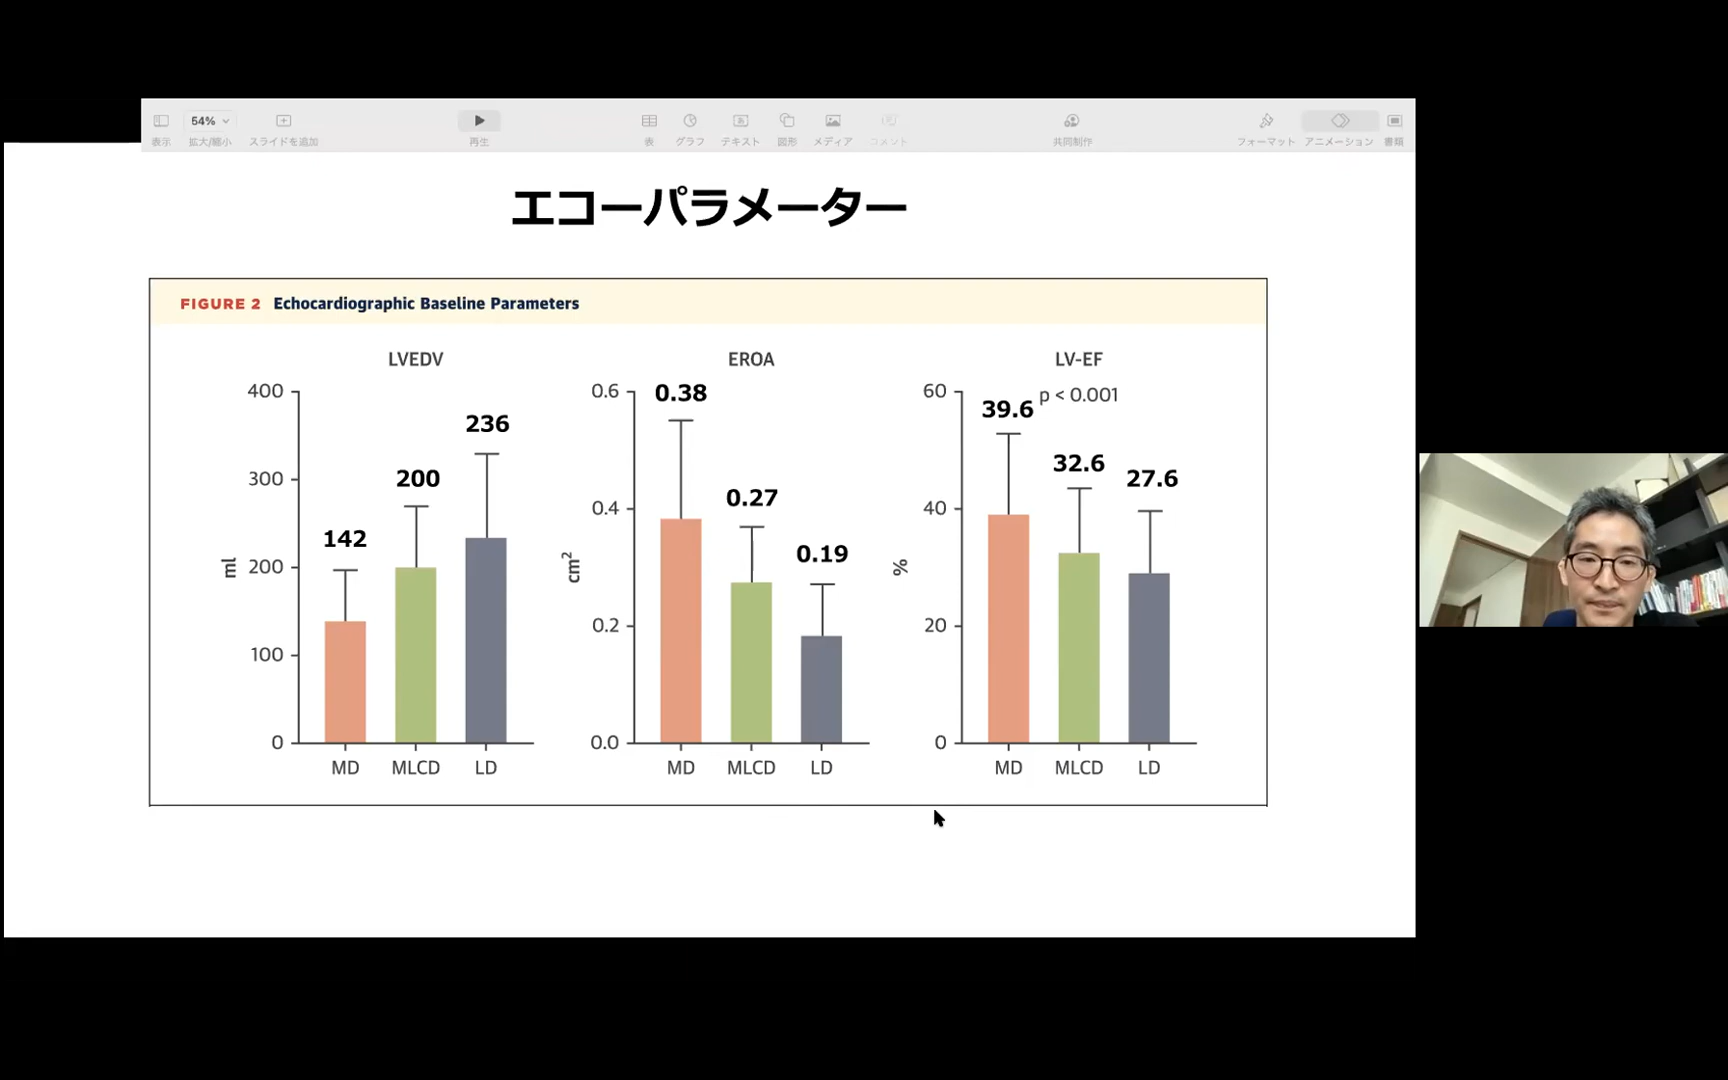 54%
表示 拡大/縮小 スライドを追加 再生 表 グラフ テキスト 図形 メディア コメント 共同制作 フォーマット アニメーション 書類
エコーパラメーター
FIGURE 2 Echocardiographic Baseline Parameters
LVEDV
400
300
200
100
0
ml
142
200
236
MD MLCD LD
EROA
0.6
0.4
0.2
0.0
cm²
0.38
0.27
0.19
MD MLCD LD
LV-EF
p < 0.001
60
40
20
0
%
39.6
32.6
27.6
MD MLCD LD